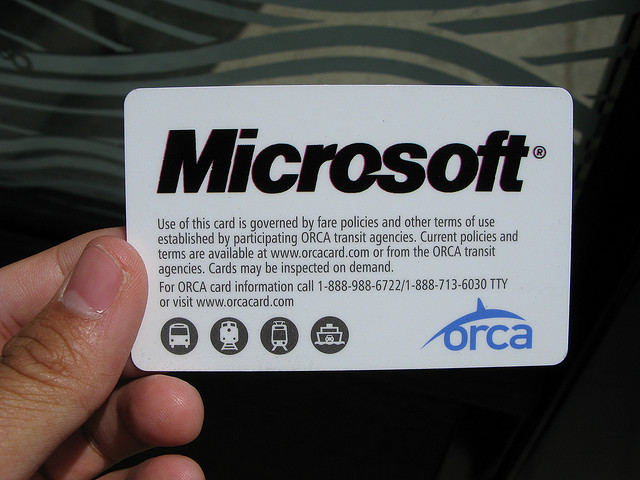 Microsoft®
Use of this card is governed by fare policies and other terms of use
established by participating ORCA transit agencies. Current policies and
terms are available at www.orcacard.com or from the ORCA transit
agencies. Cards may be inspected on demand.
For ORCA card information call 1-888-988-6722/1-888-713-6030 TTY
or visit www.orcacard.com
orca